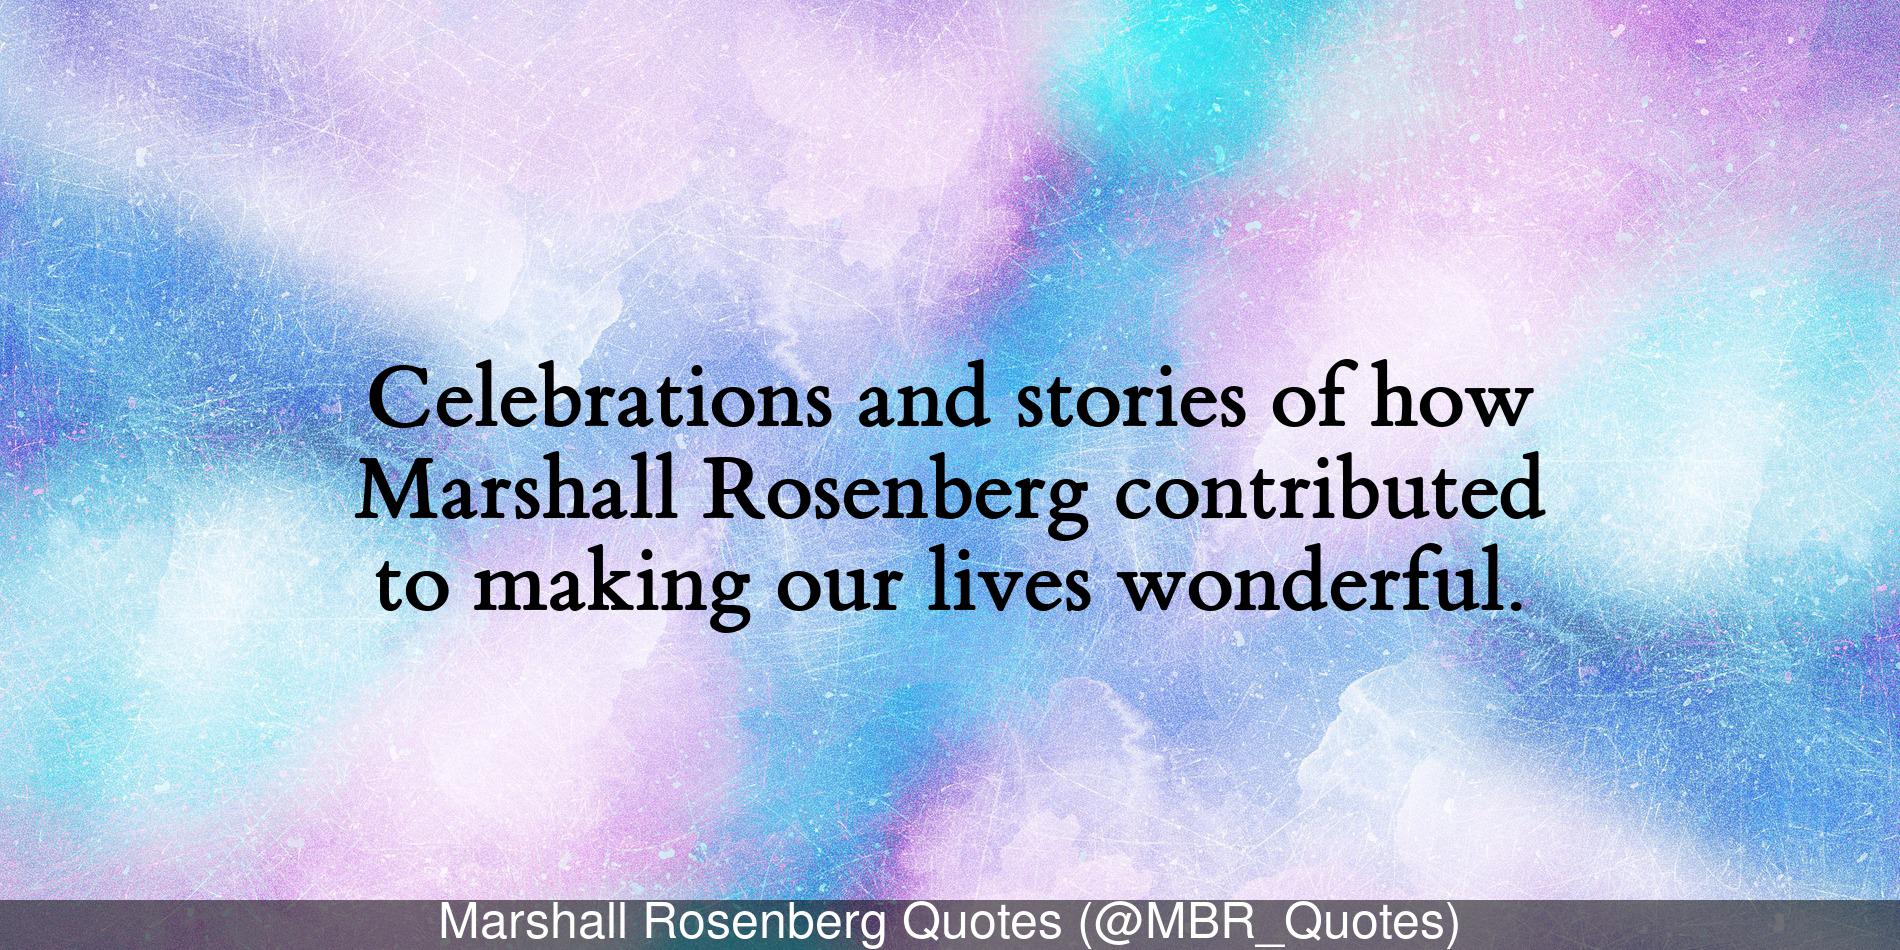 Celebrations and stories of how
Marshall Rosenberg contributed
to making our lives wonderful.
Marshall Rosenberg Quotes (@MBR_Quotes)